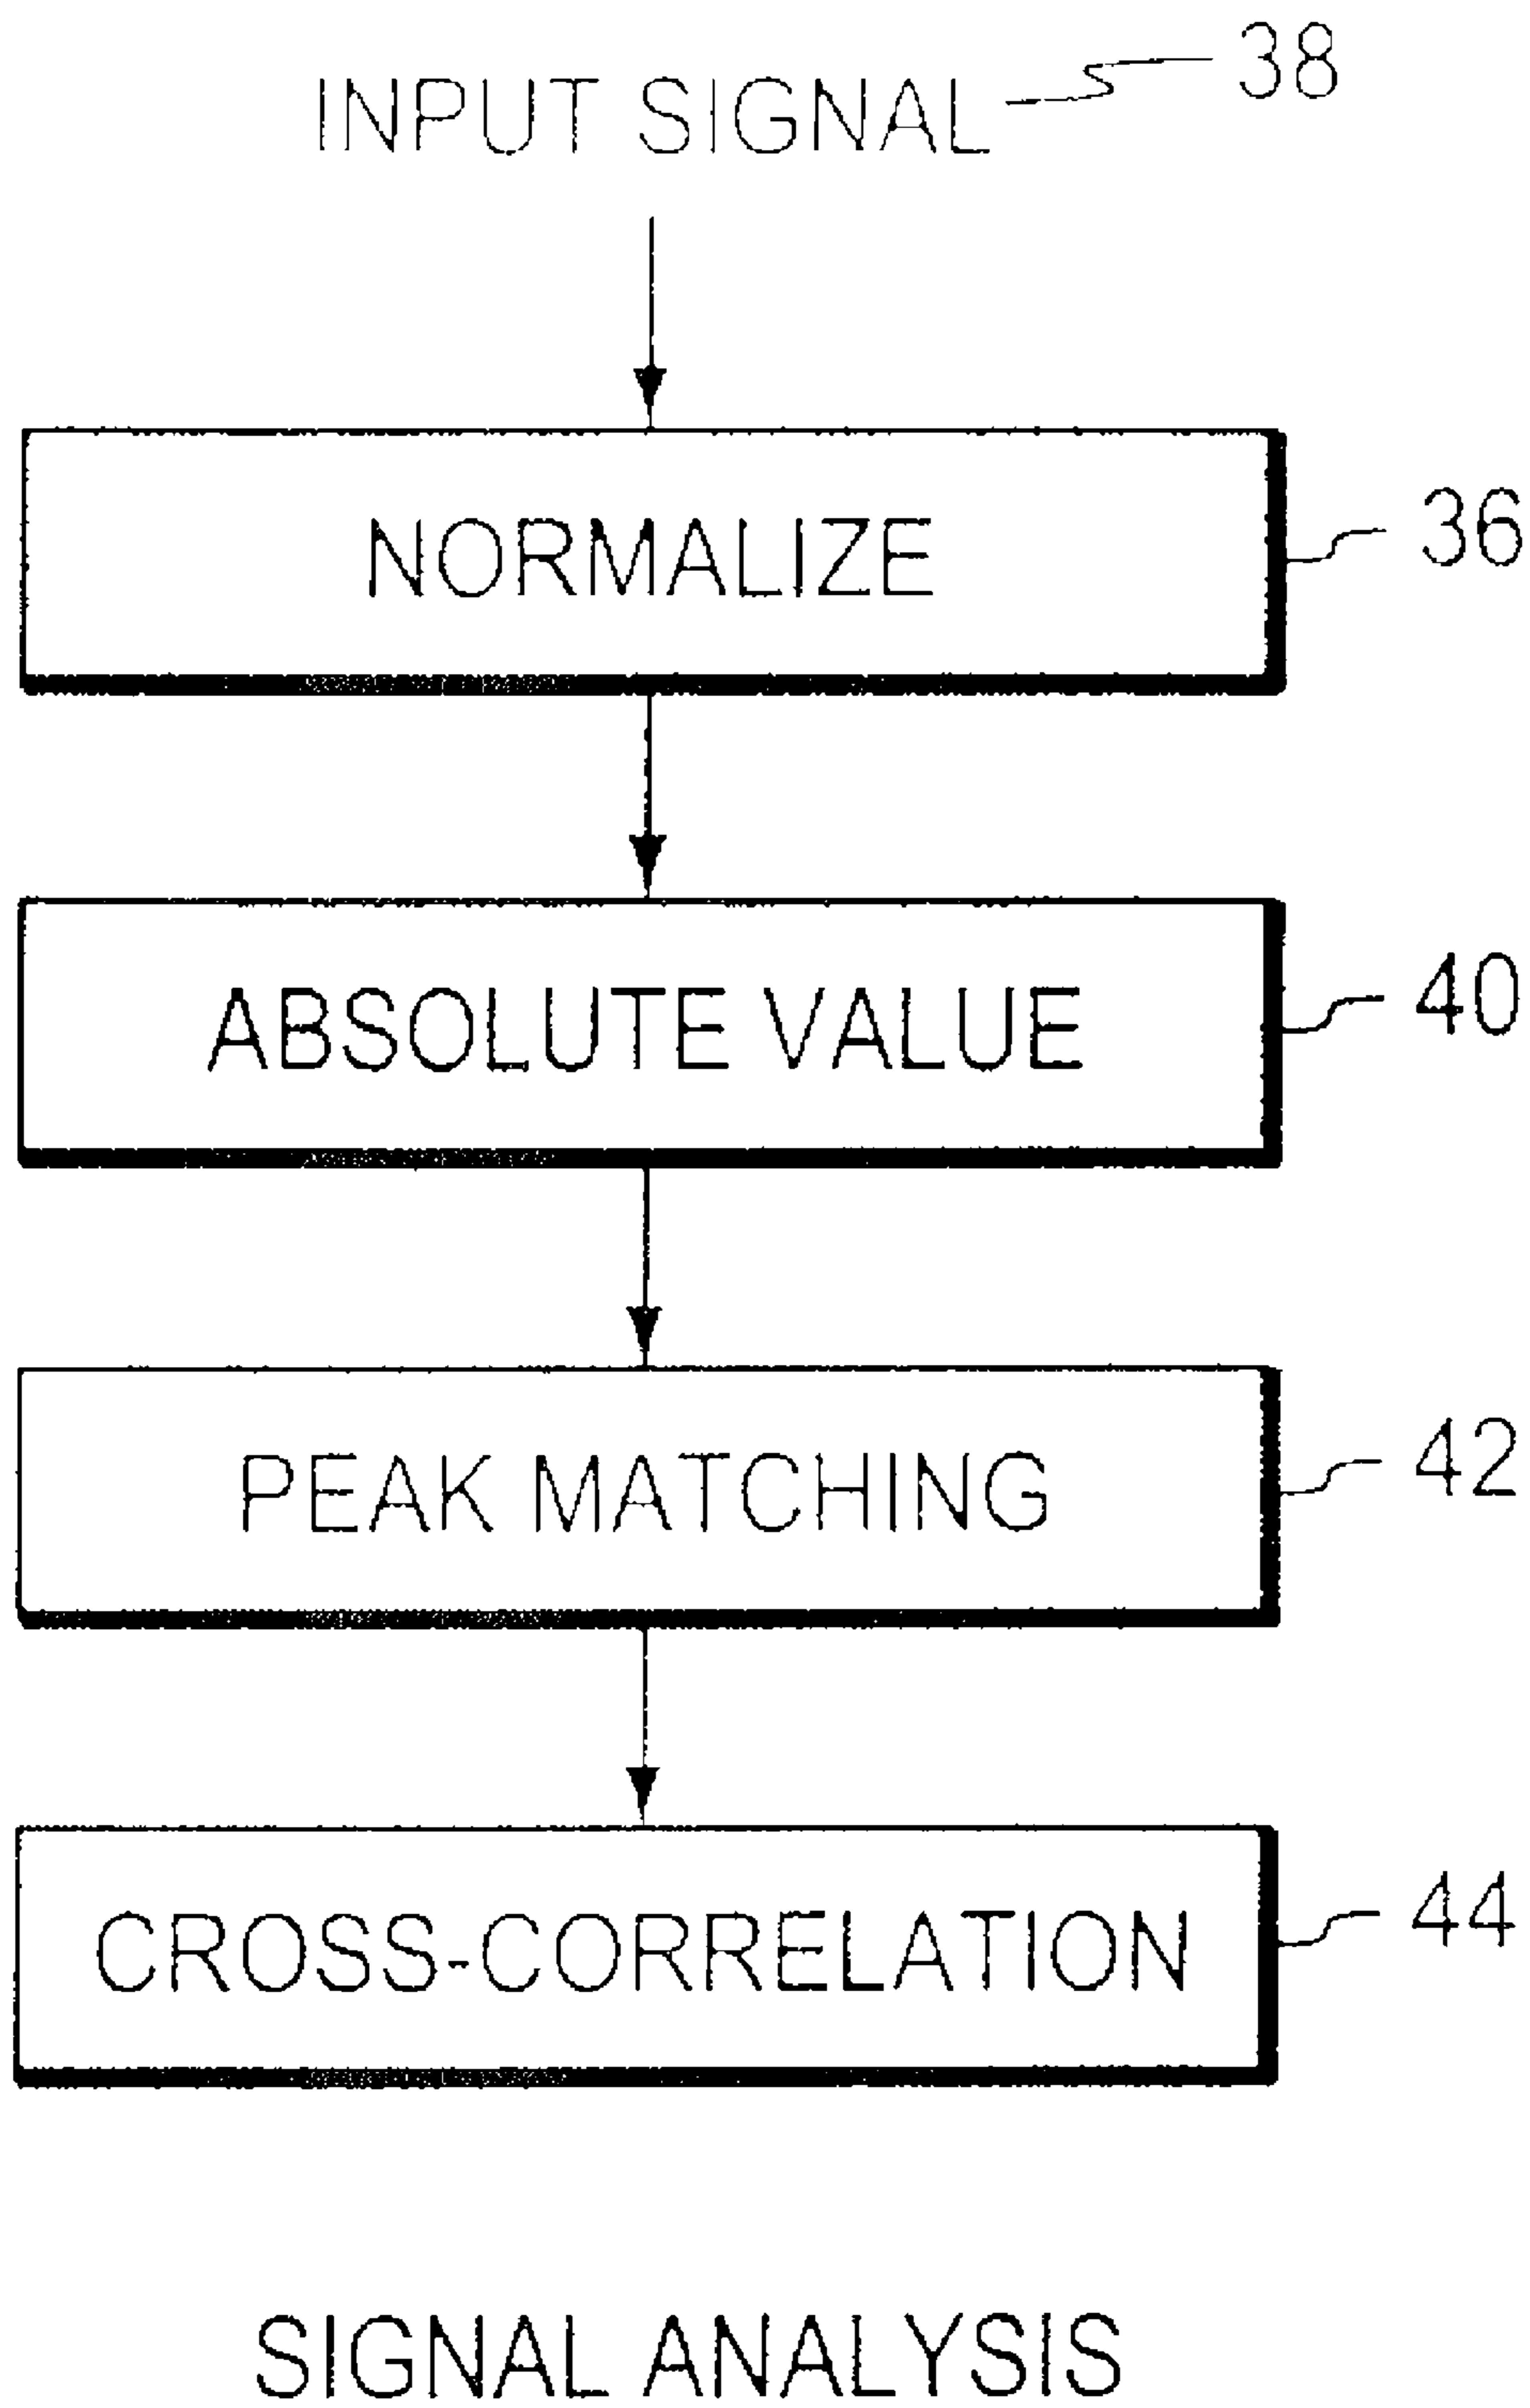 INPUT SIGNAL 38
NORMALIZE 36
ABSOLUTE VALUE 40
PEAK MATCHING 42
CROSS-CORRELATION 44
SIGNAL ANALYSIS